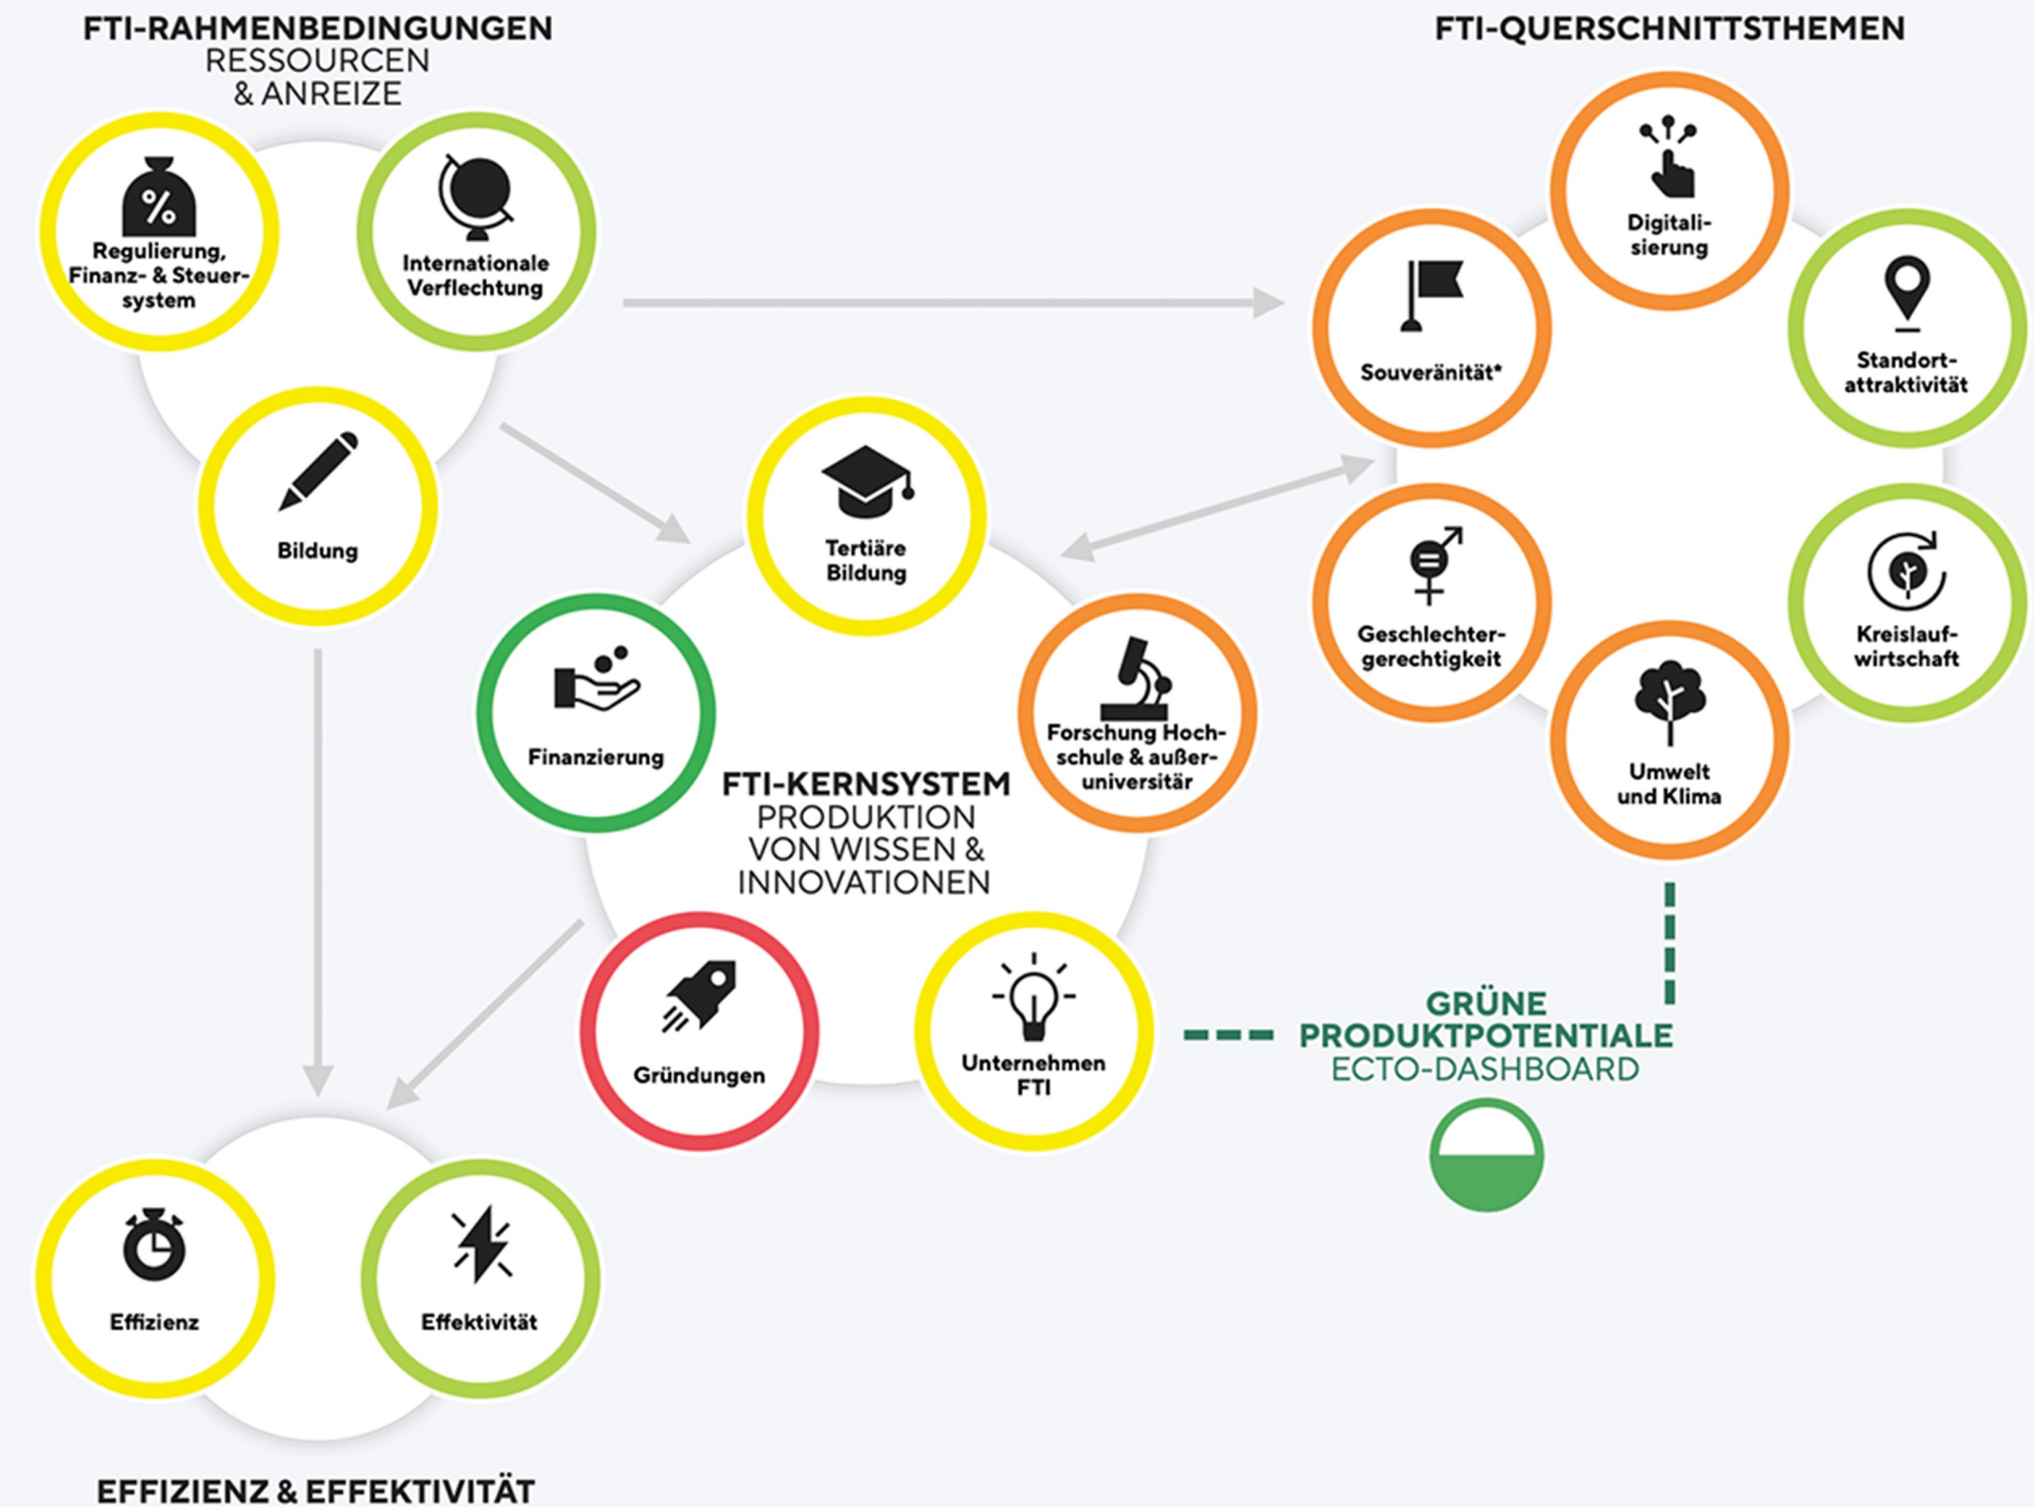 FTI-RAHMENBEDINGUNGEN
RESSOURCEN
& ANREIZE
%
Regulierung,
Finanz- & Steuer-
system
Internationale
Verflechtung
Bildung
FTI-QUERSCHNITTSTHEMEN
Digitali-
sierung
Souveränität*
Standort-
attraktivität
Geschlechter-
gerechtigkeit
Kreislauf-
wirtschaft
Umwelt
und Klima
Tertiäre
Bildung
Finanzierung
Forschung Hoch-
schule & außer-
universitär
FTI-KERNSYSTEM
PRODUKTION
VON WISSEN &
INNOVATIONEN
Gründungen
Unternehmen
FTI
GRÜNE
PRODUKTPOTENTIALE
ECTO-DASHBOARD
Effizienz
Effektivität
EFFIZIENZ & EFFEKTIVITÄT